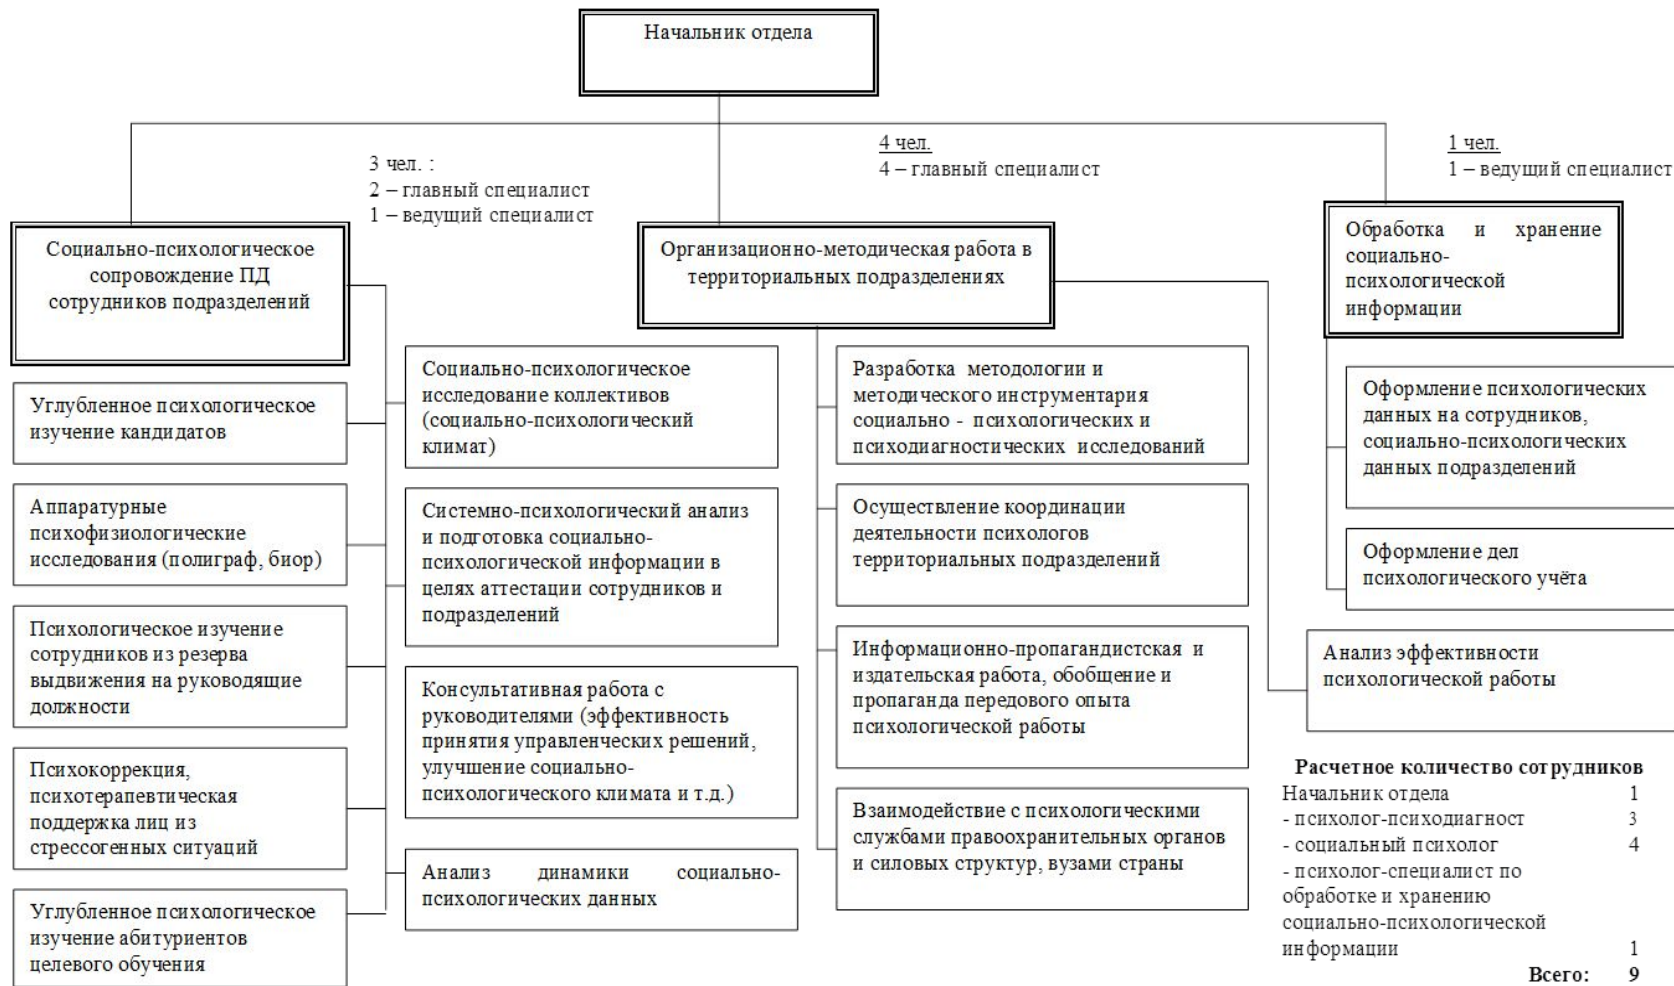 Начальник отдела
3 чел. :
2 – главный специалист
1 – ведущий специалист
4 чел.
4 – главный специалист
1 чел.
1 – ведущий специалист
Социально-психологическое
сопровождение ПД
сотрудников подразделений
Углубленное психологическое
изучение кандидатов
Аппаратурные
психофизиологические
исследования (полиграф, биор)
Психологическое изучение
сотрудников из резерва
выдвижения на руководящие
должности
Психокоррекция,
психотерапевтическая
поддержка лиц из
стрессогенных ситуаций
Углубленное психологическое
изучение абитуриентов
целевого обучения
Социально-психологическое
исследование коллективов
(социально-психологический
климат)
Системно-психологический анализ
и подготовка социально-
психологической информации в
целях аттестации сотрудников и
подразделений
Консультативная работа с
руководителями (эффективность
принятия управленческих решений,
улучшение социально-
психологического климата и т.д.)
Анализ динамики социально-
психологических данных
Организационно-методическая работа в
территориальных подразделениях
Разработка методологии и
методического инструментария
социально - психологических и
психодиагностических исследований
Осуществление координации
деятельности психологов
территориальных подразделений
Информационно-пропагандистская и
издательская работа, обобщение и
пропаганда передового опыта
психологической работы
Взаимодействие с психологическими
службами правоохранительных органов
и силовых структур, вузами страны
Обработка и хранение
социально-
психологической
информации
Оформление психологических
данных на сотрудников,
социально-психологических
данных подразделений
Оформление дел
психологического учёта
Анализ эффективности
психологической работы
Расчетное количество сотрудников
Начальник отдела 1
- психолог-психодиагност 3
- социальный психолог 4
- психолог-специалист по
обработке и хранению
социально-психологической
информации 1
Всего: 9